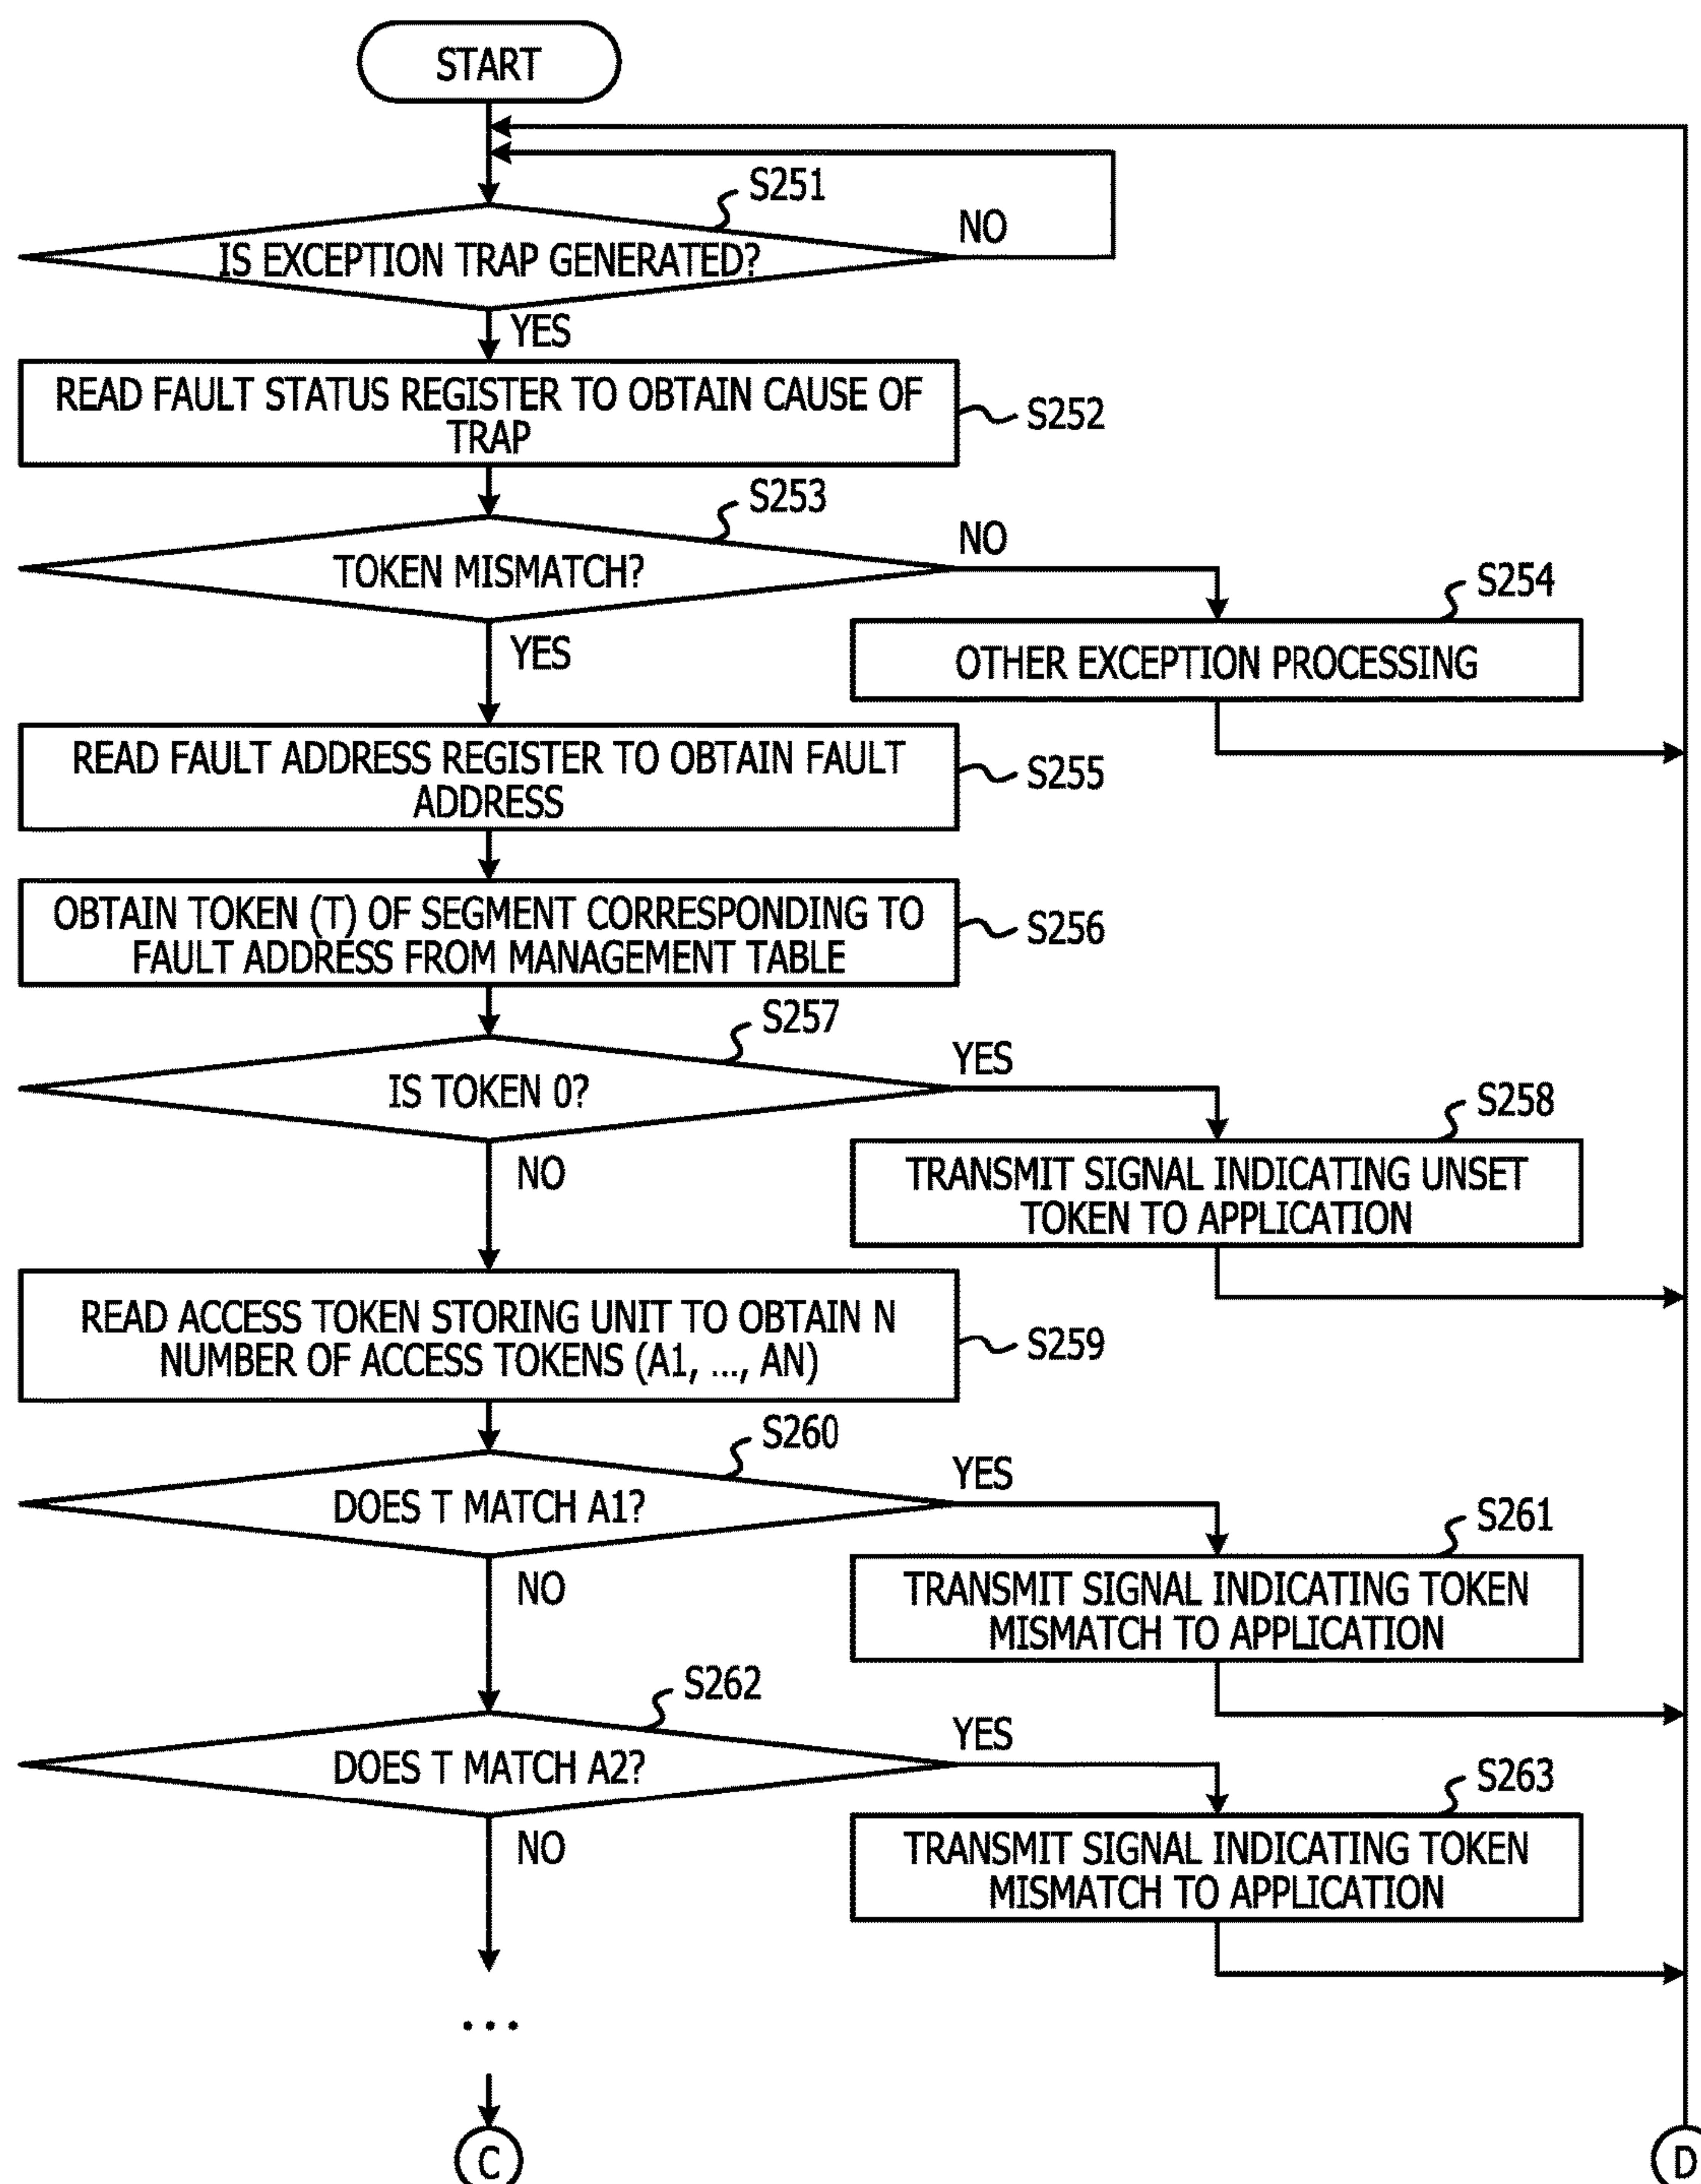 START
S251
IS EXCEPTION TRAP GENERATED?
NO
YES
READ FAULT STATUS REGISTER TO OBTAIN CAUSE OF
TRAP
S252
S253
TOKEN MISMATCH?
NO
YES
S254
OTHER EXCEPTION PROCESSING
READ FAULT ADDRESS REGISTER TO OBTAIN FAULT
ADDRESS
S255
OBTAIN TOKEN (T) OF SEGMENT CORRESPONDING TO
FAULT ADDRESS FROM MANAGEMENT TABLE
S256
S257
IS TOKEN 0?
YES
NO
S258
TRANSMIT SIGNAL INDICATING UNSET
TOKEN TO APPLICATION
READ ACCESS TOKEN STORING UNIT TO OBTAIN N
NUMBER OF ACCESS TOKENS (A1, ..., AN)
S259
S260
DOES T MATCH A1?
YES
NO
S261
TRANSMIT SIGNAL INDICATING TOKEN
MISMATCH TO APPLICATION
S262
DOES T MATCH A2?
YES
NO
S263
TRANSMIT SIGNAL INDICATING TOKEN
MISMATCH TO APPLICATION
...
C
D